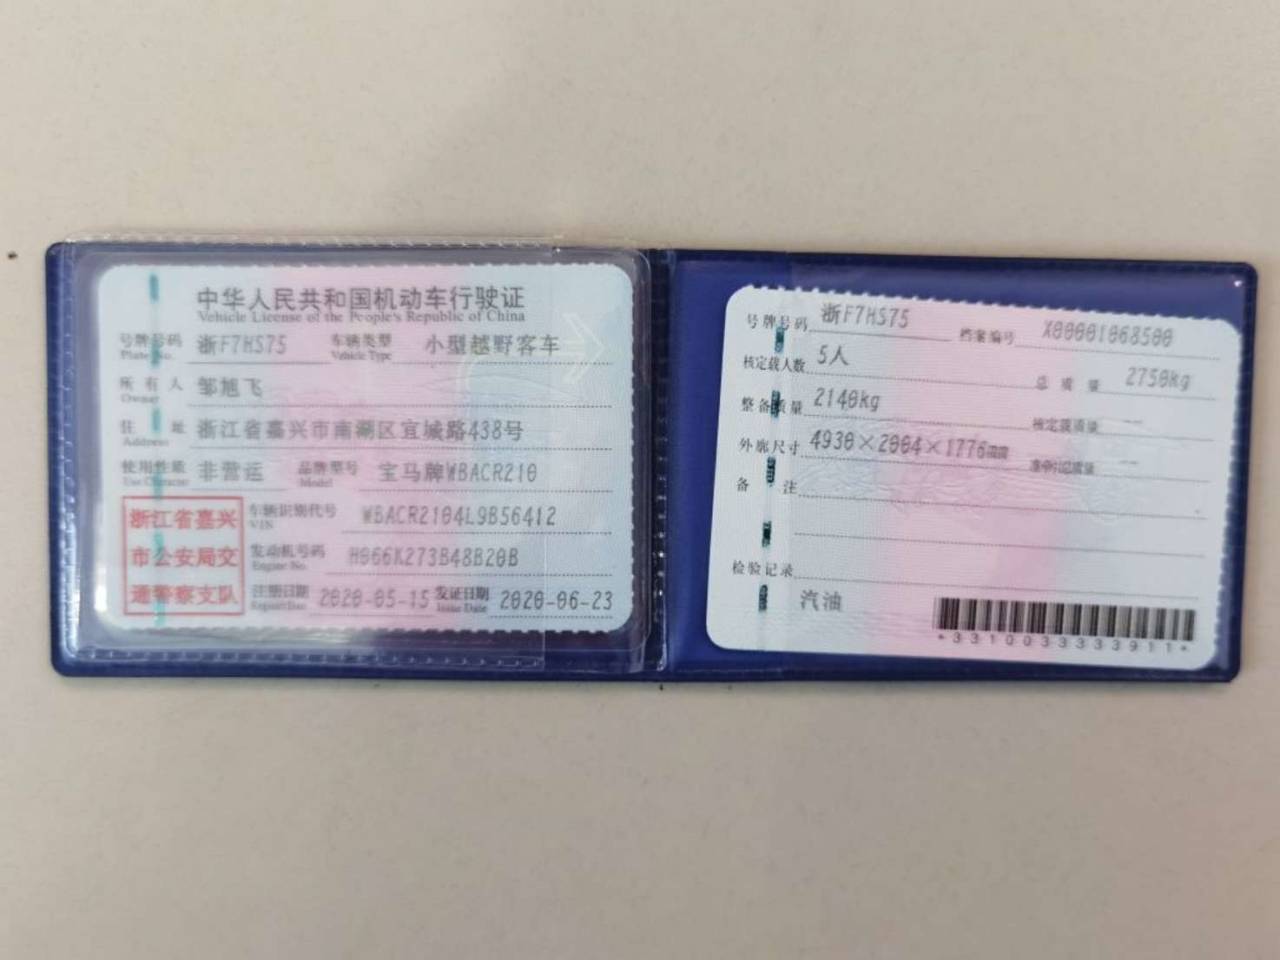 中华人民共和国机动车行驶证
Vehicle License of the People's Republic of China
号牌号码 浙F7HS75 车辆类型 小型越野客车
Plate No. Vehicle Type
所有人 邹旭飞
Owner
住址 浙江省嘉兴市南湖区宜城路438号
Address
使用性质 非营运 品牌型号 宝马牌WBACR210
Use Character Model
浙江省嘉兴
市公安局交
通警察支队
车辆识别代号 WBACR2104L9B56412
VIN
发动机号码 H066K273B48B20B
Engine No.
注册日期 2020-05-15 发证日期 2020-06-23
Register Date Issue Date
号牌号码 浙F7HS75 档案编号 X00001068500
核定载人数 5人 总质量 2750kg
整备质量 2140kg 核定载质量 --
外廓尺寸 4930×2004×1776mm 准牵引总质量 --
备注
检验记录
汽油
*3310033333911*